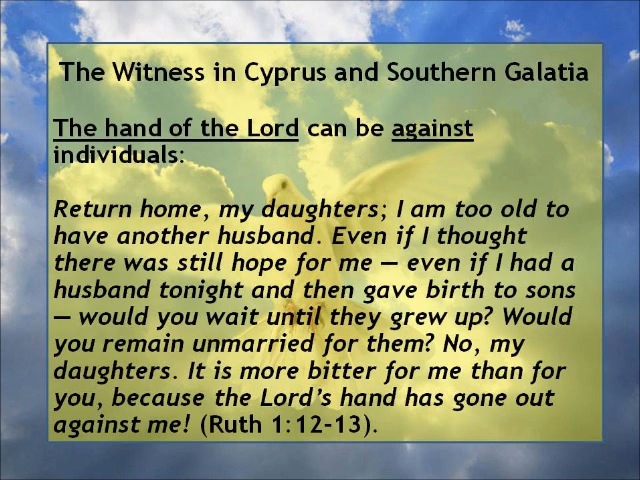 The Witness in Cyprus and Southern Galatia
The hand of the Lord can be against
individuals:
Return home, my daughters; I am too old to
have another husband. Even if I thought
there was still hope for me — even if I had a
husband tonight and then gave birth to sons
— would you wait until they grew up? Would
you remain unmarried for them? No, my
daughters. It is more bitter for me than for
you, because the Lord’s hand has gone out
against me! (Ruth 1:12-13).